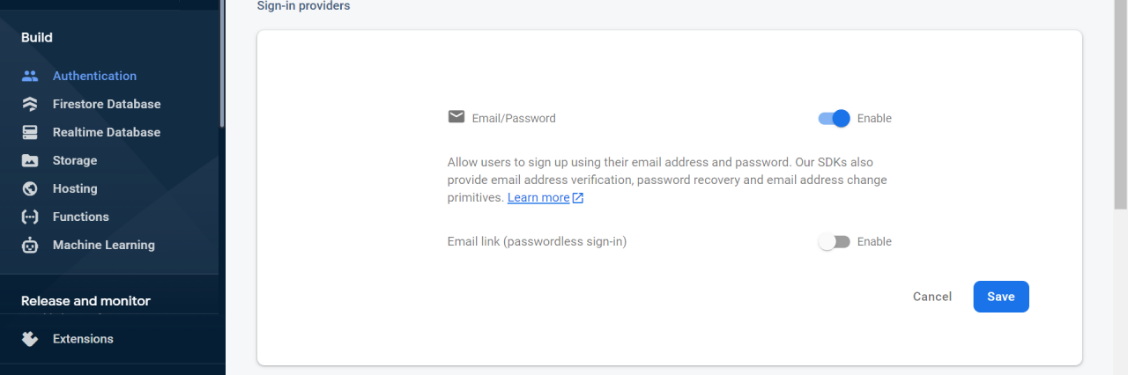 Sign-in providers
Build
Authentication
Firestore Database
Realtime Database
Storage
Hosting
Functions
Machine Learning
Release and monitor
Extensions
Email/Password
Enable
Allow users to sign up using their email address and password. Our SDKs also
provide email address verification, password recovery and email address change
primitives. Learn more
Email link (passwordless sign-in)
Enable
Cancel
Save